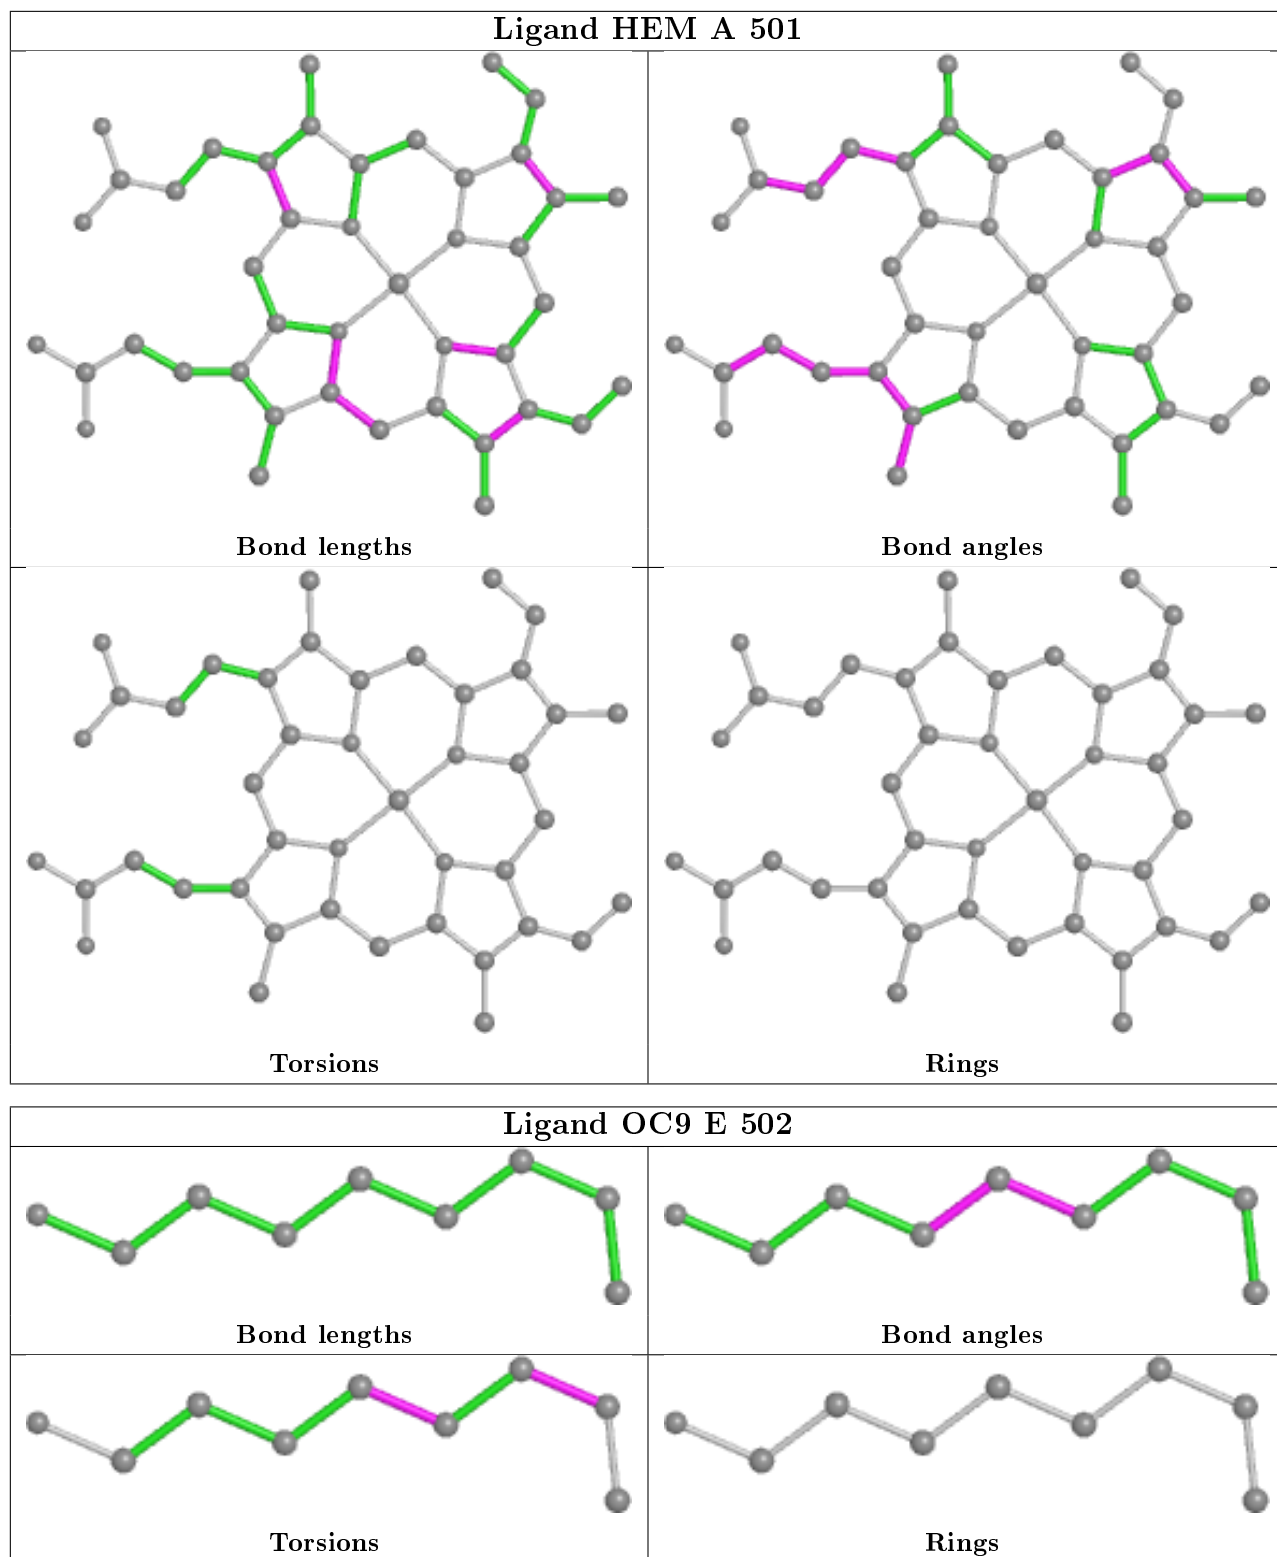 Ligand HEM A 501
Bond lengths
Bond angles
Torsions
Rings
Ligand OC9 E 502
Bond lengths
Bond angles
Torsions
Rings